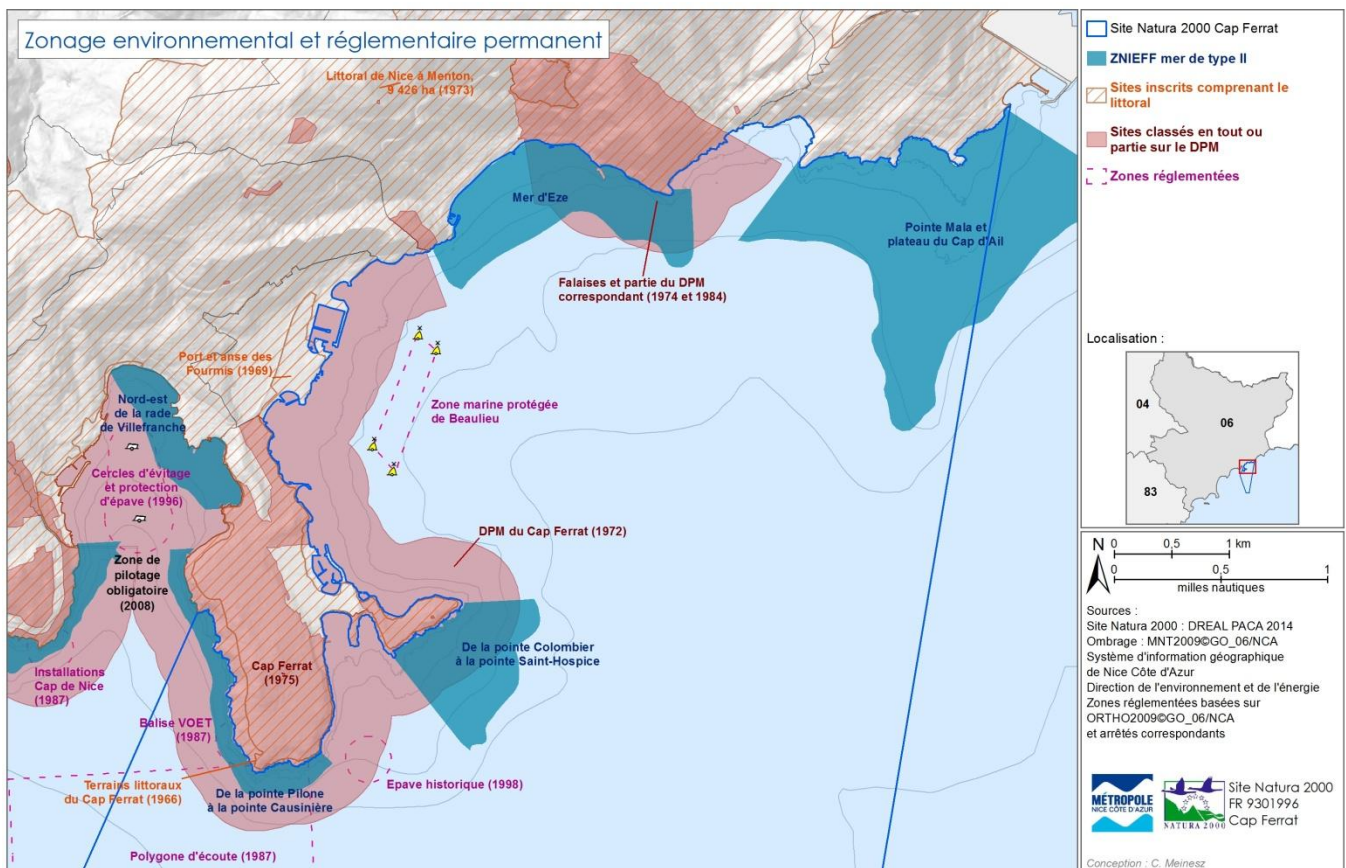 Zonage environnemental et réglementaire permanent
Littoral de Nice à Menton,
9 426 ha (1973)
Mer d'Eze
Pointe Mala et
plateau du Cap d'Ail
Falaises et partie du DPM
correspondant (1974 et 1984)
Port et anse des
Fourmis (1969)
Nord-est
de la rade
de Villefranche
Zone marine protégée
de Beaulieu
Cercles d'évitage
et protection
d'épave (1996)
DPM du Cap Ferrat (1972)
Zone de
pilotage
obligatoire
(2008)
De la pointe Colombier
à la pointe Saint-Hospice
Installations
Cap de Nice
(1987)
Cap Ferrat
(1975)
Balise VOET
(1987)
Terrains littoraux
du Cap Ferrat (1966)
De la pointe Pilone
à la pointe Causinière
Epave historique (1998)
Polygone d'écoute (1987)
Site Natura 2000 Cap Ferrat
ZNIEFF mer de type II
Sites inscrits comprenant le
littoral
Sites classés en tout ou
partie sur le DPM
Zones réglementées
Localisation :
04
06
83
N
0 0,5 1 km
0 0,5 1
milles nautiques
Sources :
Site Natura 2000 : DREAL PACA 2014
Ombrage : MNT2009©GO_06/NCA
Système d'information géographique
de Nice Côte d'Azur
Direction de l'environnement et de l'énergie
Zones réglementées basées sur
ORTHO2009©GO_06/NCA
et arrêtés correspondants
MÉTROPOLE
NICE CÔTE D'AZUR
NATURA 2000
Site Natura 2000
FR 9301996
Cap Ferrat
Conception : C. Meinesz